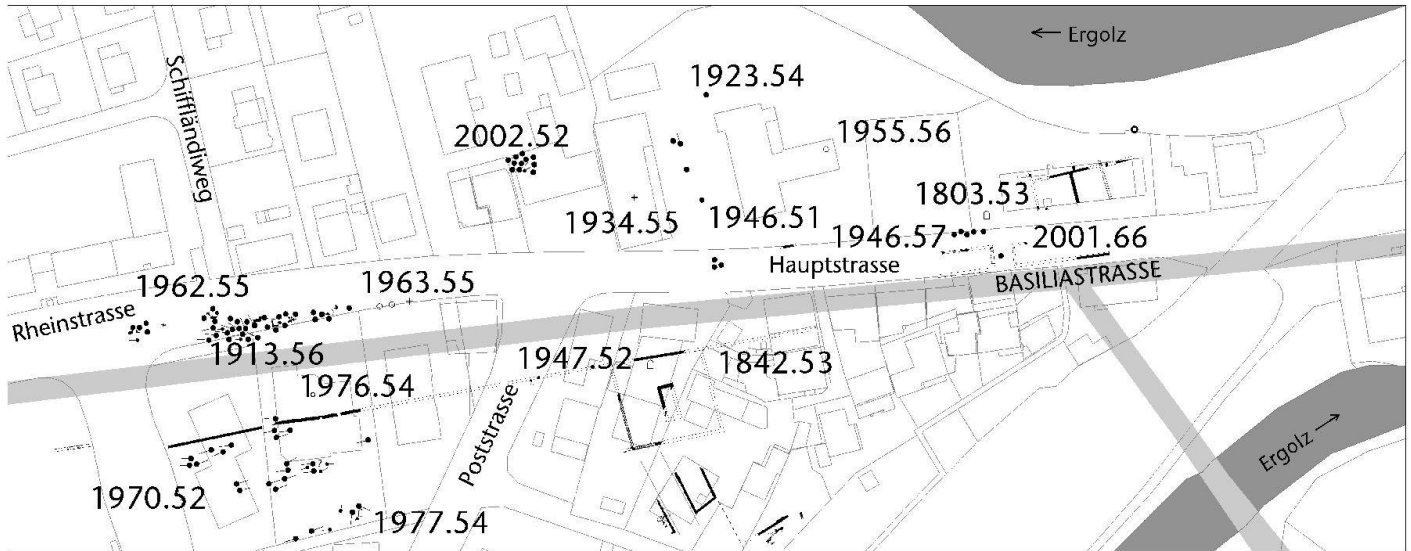 ← Ergolz
1923.54
Schiffländiweg
2002.52
1955.56
1803.53
1934.55
1946.51
1946.57
2001.66
Hauptstrasse
BASILIASTRASSE
1962.55
1963.55
Rheinstrasse
1913.56
1947.52
1842.53
1976.54
Poststrasse
Ergolz →
1970.52
1977.54